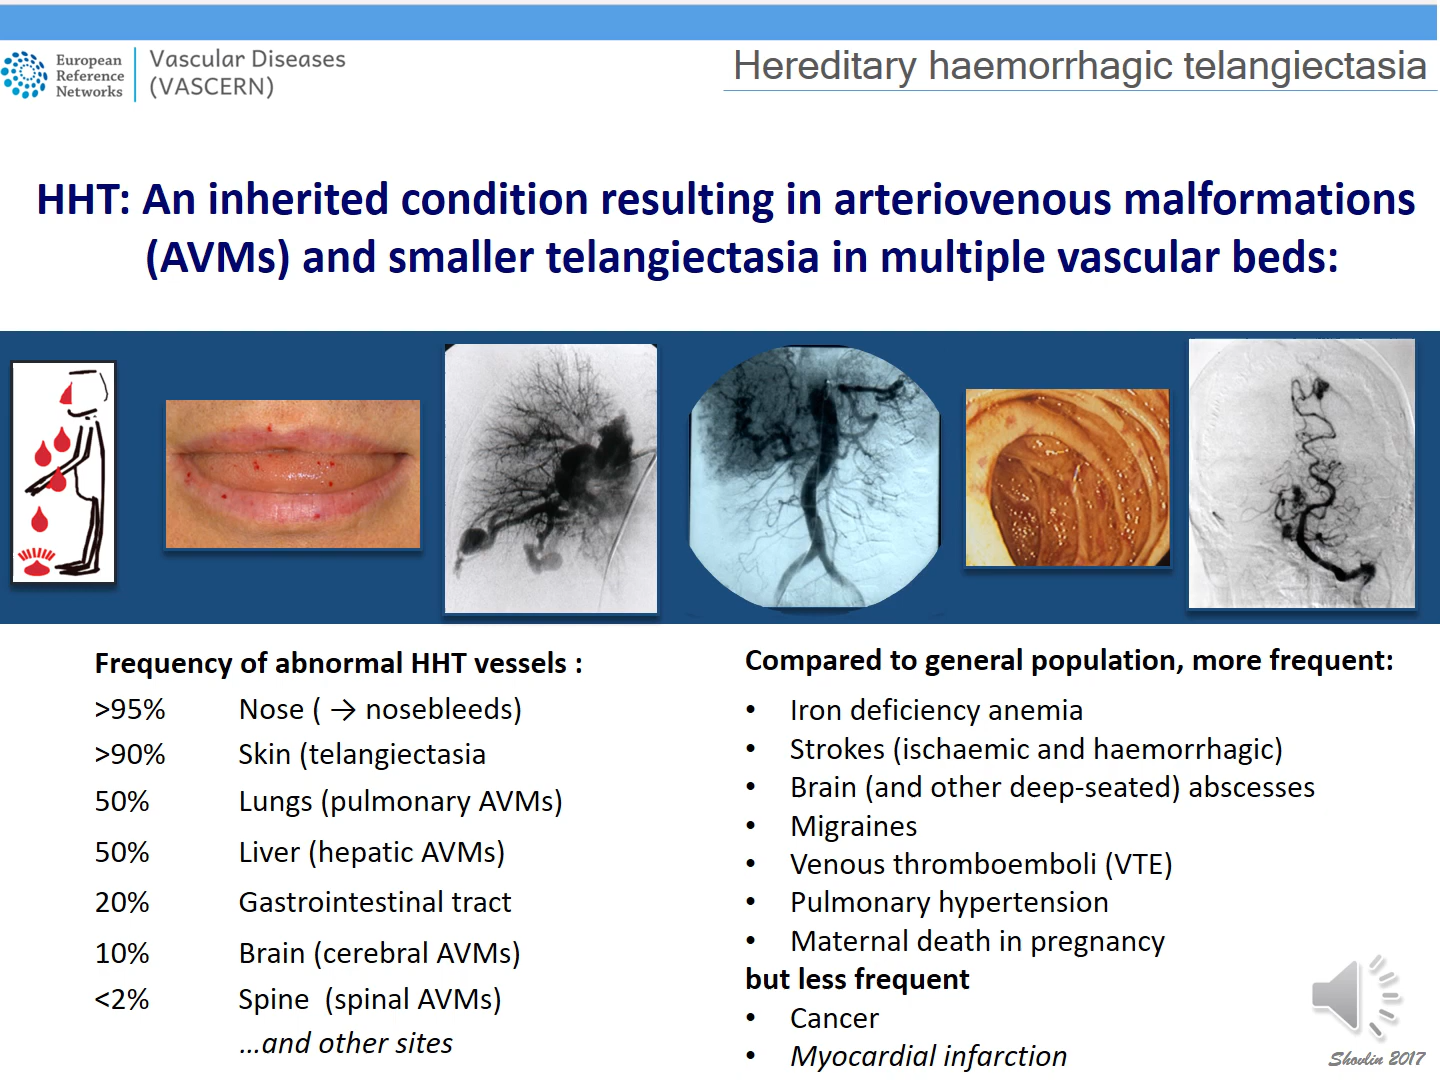 European
Reference
Networks
Vascular Diseases
(VASCERN)
Hereditary haemorrhagic telangiectasia
HHT: An inherited condition resulting in arteriovenous malformations
(AVMs) and smaller telangiectasia in multiple vascular beds:
Frequency of abnormal HHT vessels :
>95% Nose ( → nosebleeds)
>90% Skin (telangiectasia
50% Lungs (pulmonary AVMs)
50% Liver (hepatic AVMs)
20% Gastrointestinal tract
10% Brain (cerebral AVMs)
<2% Spine (spinal AVMs)
...and other sites
Compared to general population, more frequent:
• Iron deficiency anemia
• Strokes (ischaemic and haemorrhagic)
• Brain (and other deep-seated) abscesses
• Migraines
• Venous thromboemboli (VTE)
• Pulmonary hypertension
• Maternal death in pregnancy
but less frequent
• Cancer
• Myocardial infarction
Shovlin 2017